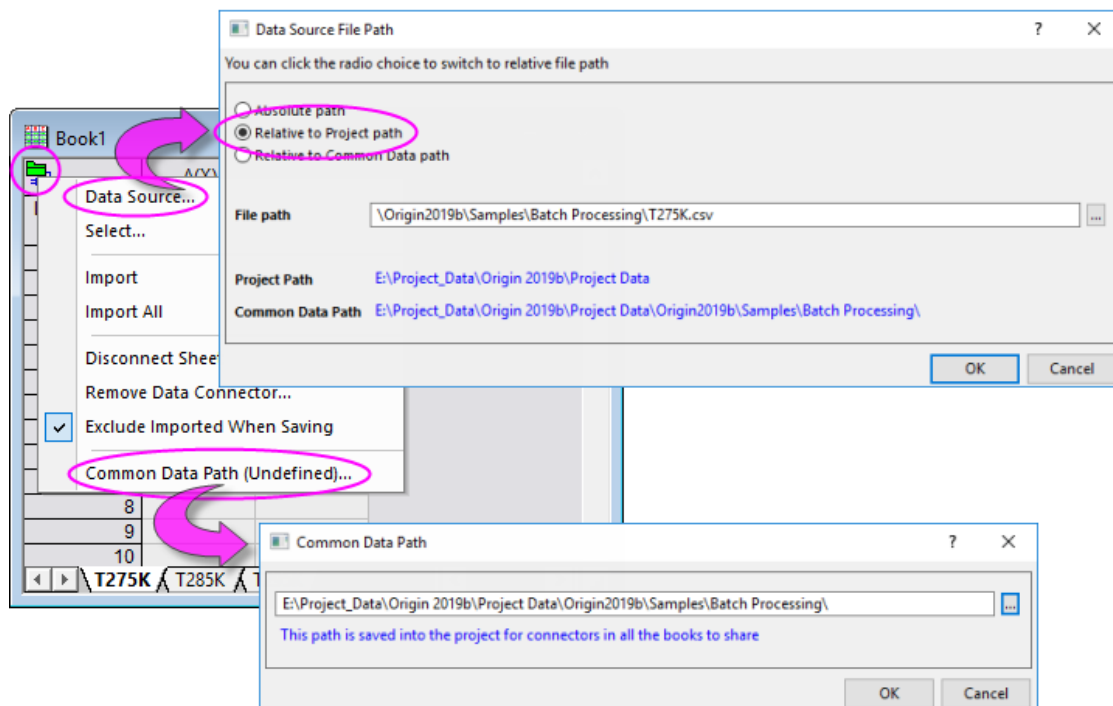 Data Source File Path
You can click the radio choice to switch to relative file path
Absolute path
Relative to Project path
Relative to Common Data path
File path
\Origin2019b\Samples\Batch Processing\T275K.csv
...
Project Path
E:\Project_Data\Origin 2019b\Project Data
Common Data Path
E:\Project_Data\Origin 2019b\Project Data\Origin2019b\Samples\Batch Processing\
OK
Cancel
Book1
A(X)
Data Source...
Select...
Import
Import All
Disconnect Sheet
Remove Data Connector...
Exclude Imported When Saving
Common Data Path (Undefined)...
8
9
10
T275K
T285K
Common Data Path
E:\Project_Data\Origin 2019b\Project Data\Origin2019b\Samples\Batch Processing\
...
This path is saved into the project for connectors in all the books to share
OK
Cancel